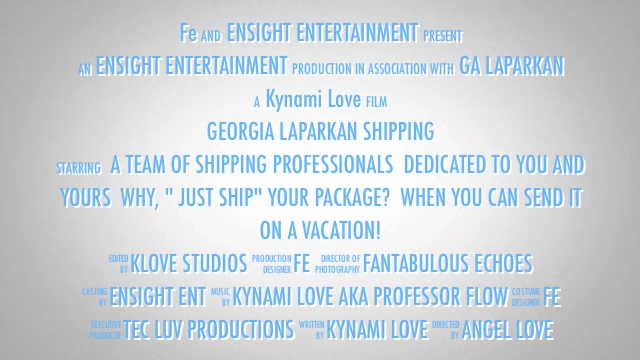 Fe AND ENSIGHT ENTERTAINMENT PRESENT
AN ENSIGHT ENTERTAINMENT PRODUCTION IN ASSOCIATION WITH GA LAPARKAN
A Kynami Love FILM
GEORGIA LAPARKAN SHIPPING
STARRING A TEAM OF SHIPPING PROFESSIONALS DEDICATED TO YOU AND
YOURS WHY, " JUST SHIP" YOUR PACKAGE? WHEN YOU CAN SEND IT
ON A VACATION!
EDITED BY KLOVE STUDIOS PRODUCTION DESIGNER FE DIRECTOR OF PHOTOGRAPHY FANTABULOUS ECHOES
CASTING BY ENSIGHT ENT MUSIC BY KYNAMI LOVE AKA PROFESSOR FLOW COSTUME DESIGNER FE
EXECUTIVE PRODUCER TEC LUV PRODUCTIONS WRITTEN BY KYNAMI LOVE DIRECTED BY ANGEL LOVE